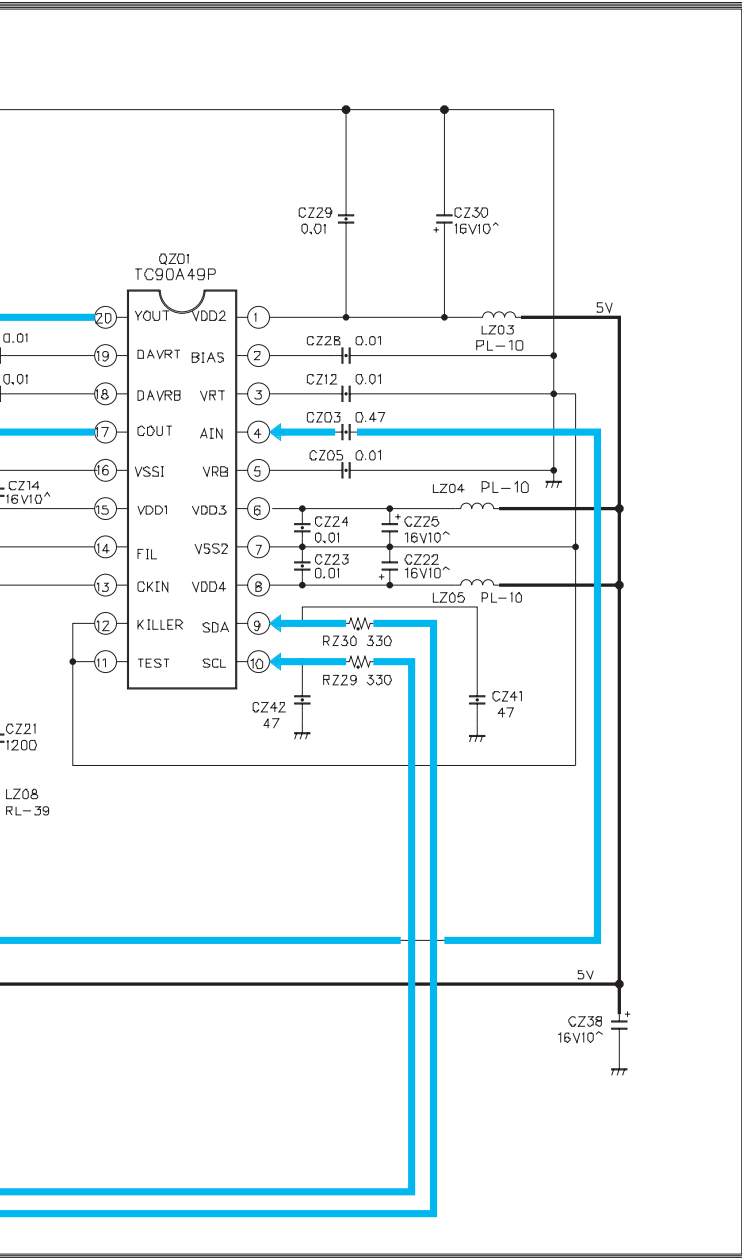 CZ29
0.01
CZ30
+ 16V10^
QZ01
TC90A49P
20 YOUT VDD2 1
5V
LZ03
PL-10
0.01
19 DAVRT BIAS 2
CZ28 0.01
0.01
18 DAVRB VRT 3
CZ12 0.01
17 COUT AIN 4
CZ03 0.47
16 VSSI VRB 5
CZ05 0.01
CZ14
16V10^
LZ04 PL-10
15 VDD1 VDD3 6
CZ24
0.01
+ CZ25
16V10^
14 FIL VSS2 7
CZ23
0.01
CZ22
+ 16V10^
13 CKIN VDD4 8
LZ05 PL-10
12 KILLER SDA 9
RZ30 330
11 TEST SCL 10
RZ29 330
CZ42
47
CZ41
47
CZ21
1200
LZ08
RL-39
5V
CZ38 +
16V10^